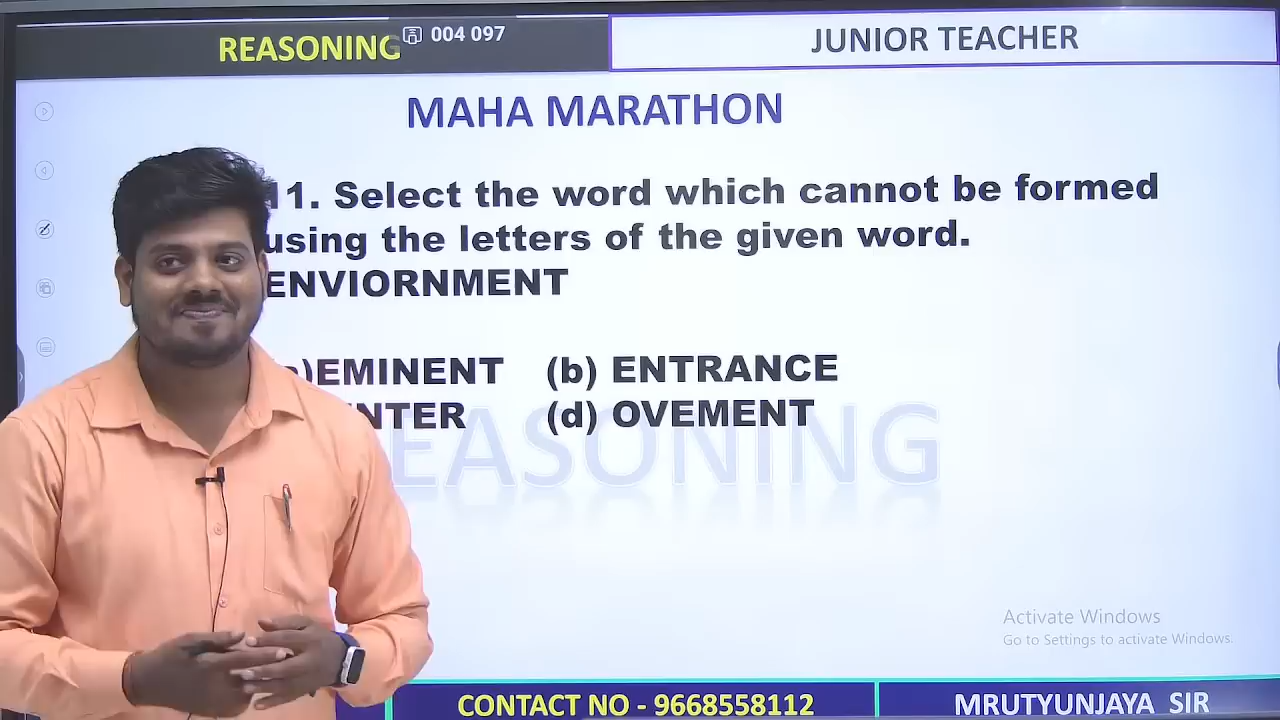 REASONING 004 097 JUNIOR TEACHER
MAHA MARATHON
11. Select the word which cannot be formed
using the letters of the given word.
ENVIORNMENT
EMINENT (b) ENTRANCE
(d) OVEMENT
REASONING
Activate Windows
Go to Settings to activate Windows.
CONTACT NO - 9668558112 MRUTYUNJAYA SIR